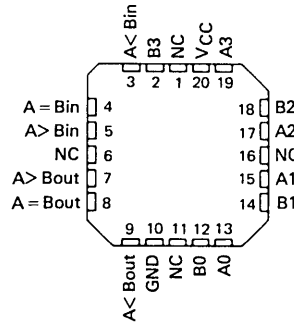 A< Bin
B3
NC
VCC
A3
3 2 1 20 19
A = Bin 4
A> Bin 5
NC 6
A> Bout 7
A = Bout 8
18 B2
17 A2
16 NC
15 A1
14 B1
9 10 11 12 13
A< Bout
GND
NC
B0
A0